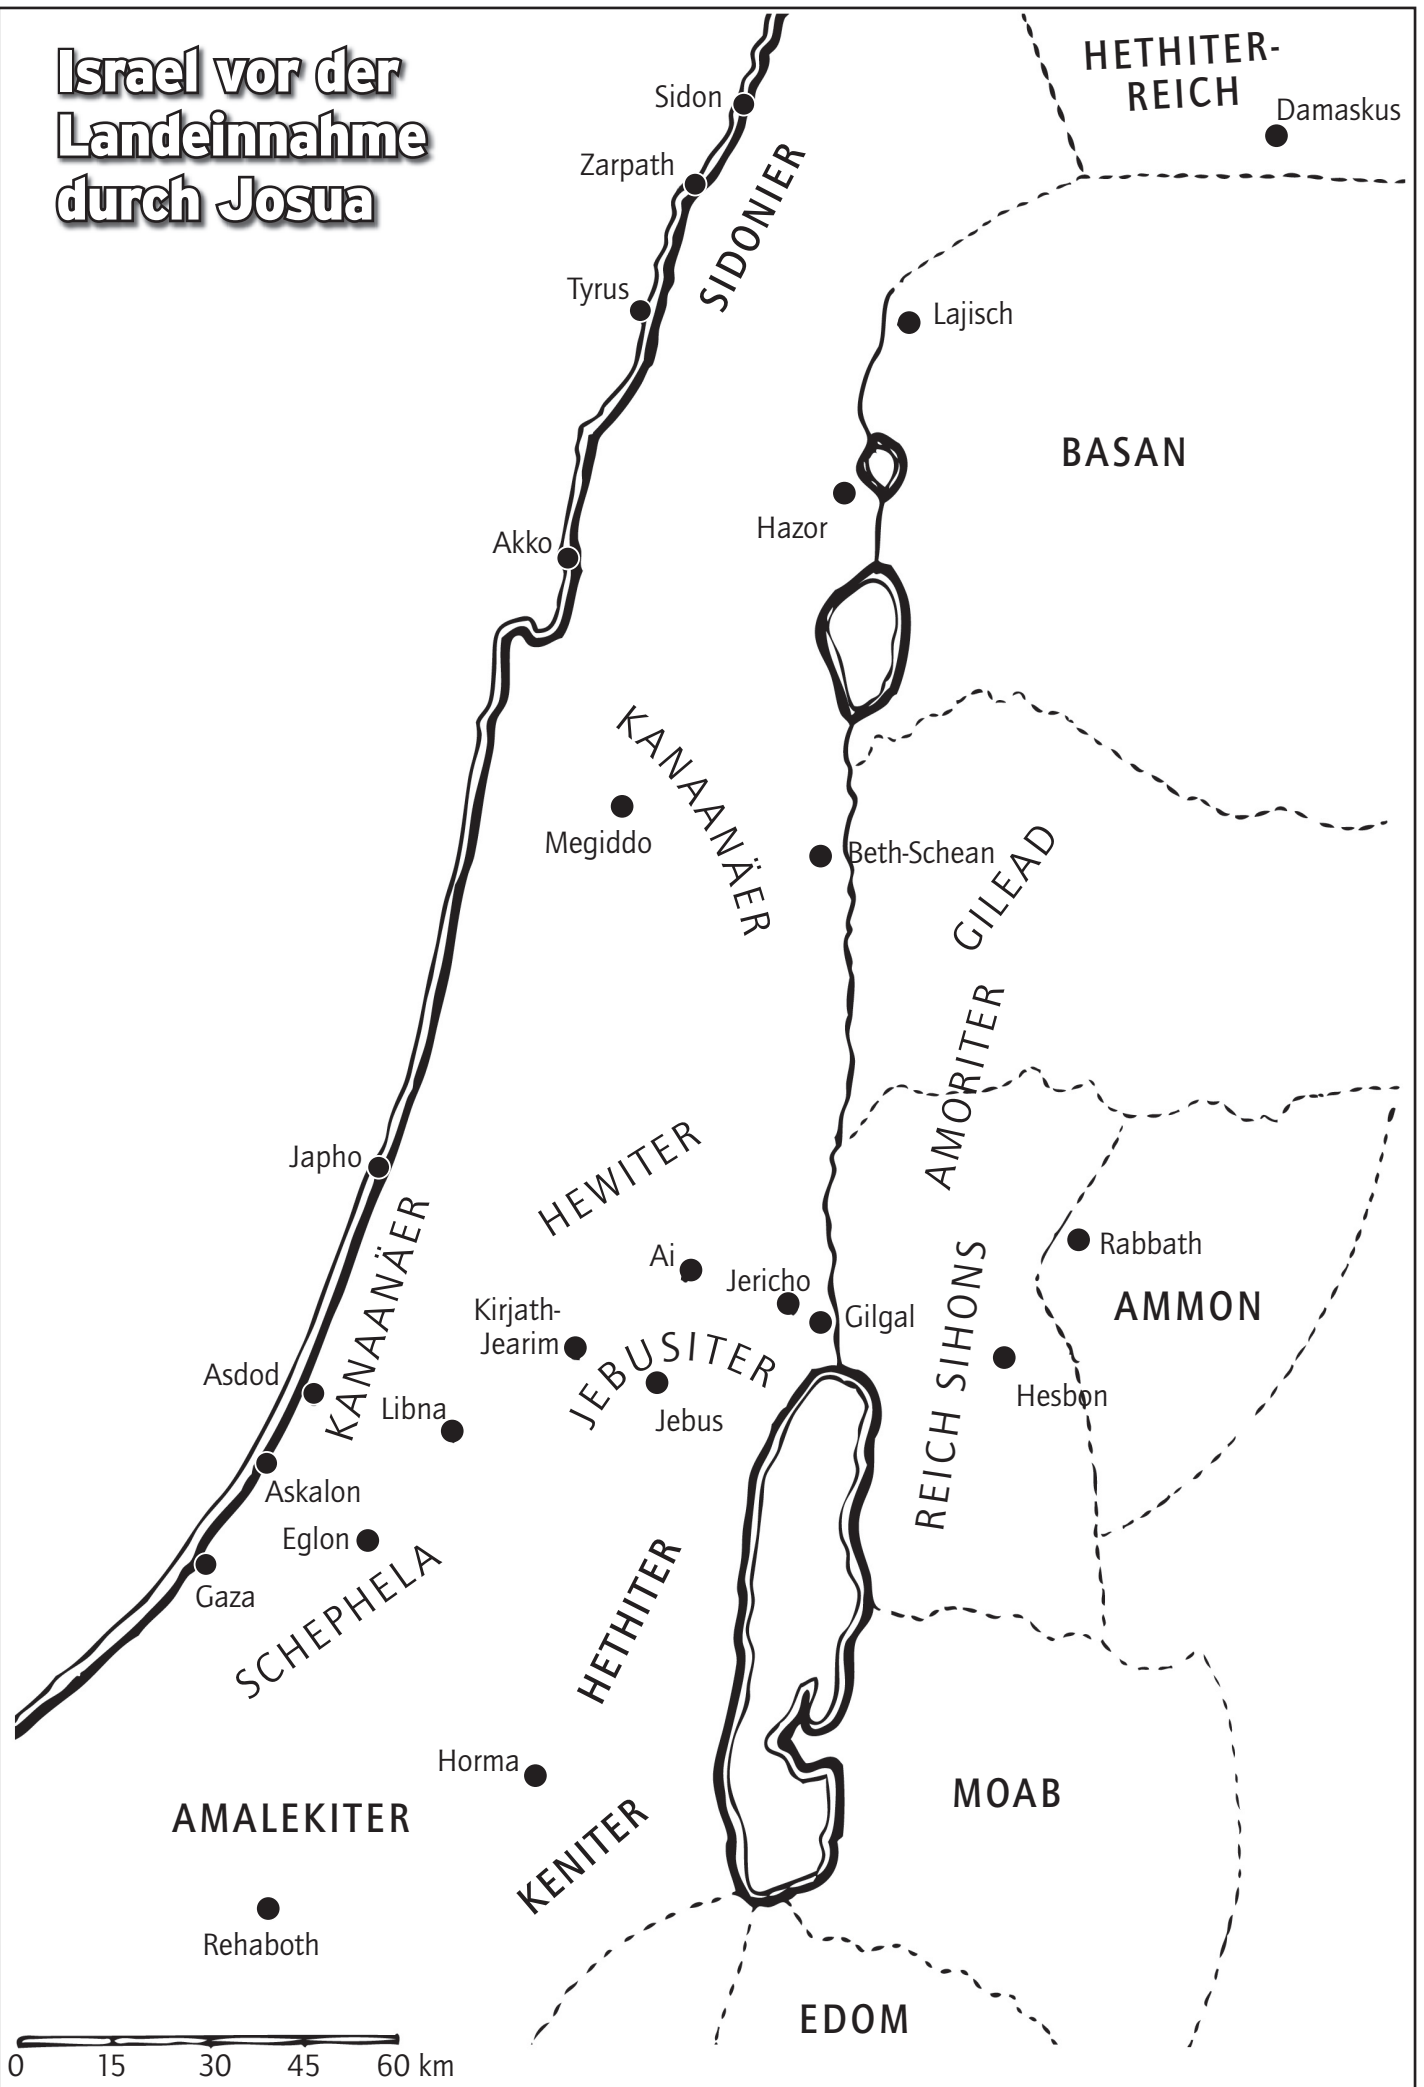 Israel vor der
Landeinnahme
durch Josua
HETHITER-
REICH
Damaskus
Sidon
Zarpath
SIDONIER
Tyrus
Lajisch
BASAN
Hazor
Akko
KANAANÄER
Megiddo
Beth-Schean
GILEAD
AMORITER
HEWITER
Japho
KANAANÄER
Ai
Jericho
Gilgal
Rabbath
AMMON
Kirjath-
Jearim
JEBUSITER
Jebus
REICH SIHONS
Hesbon
Asdod
Libna
Askalon
Eglon
Gaza
SCHEPHELA
HETHITER
Horma
MOAB
AMALEKITER
KENITER
Rehaboth
EDOM
0 15 30 45 60 km